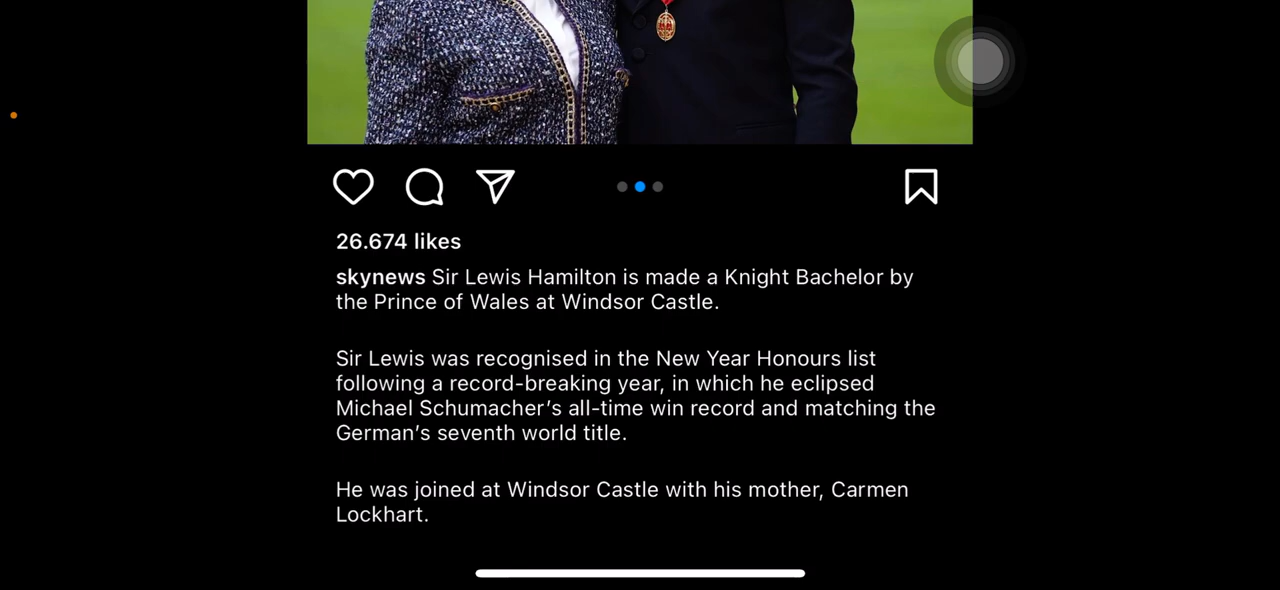 26.674 likes
skynews Sir Lewis Hamilton is made a Knight Bachelor by
the Prince of Wales at Windsor Castle.
Sir Lewis was recognised in the New Year Honours list
following a record-breaking year, in which he eclipsed
Michael Schumacher’s all-time win record and matching the
German’s seventh world title.
He was joined at Windsor Castle with his mother, Carmen
Lockhart.